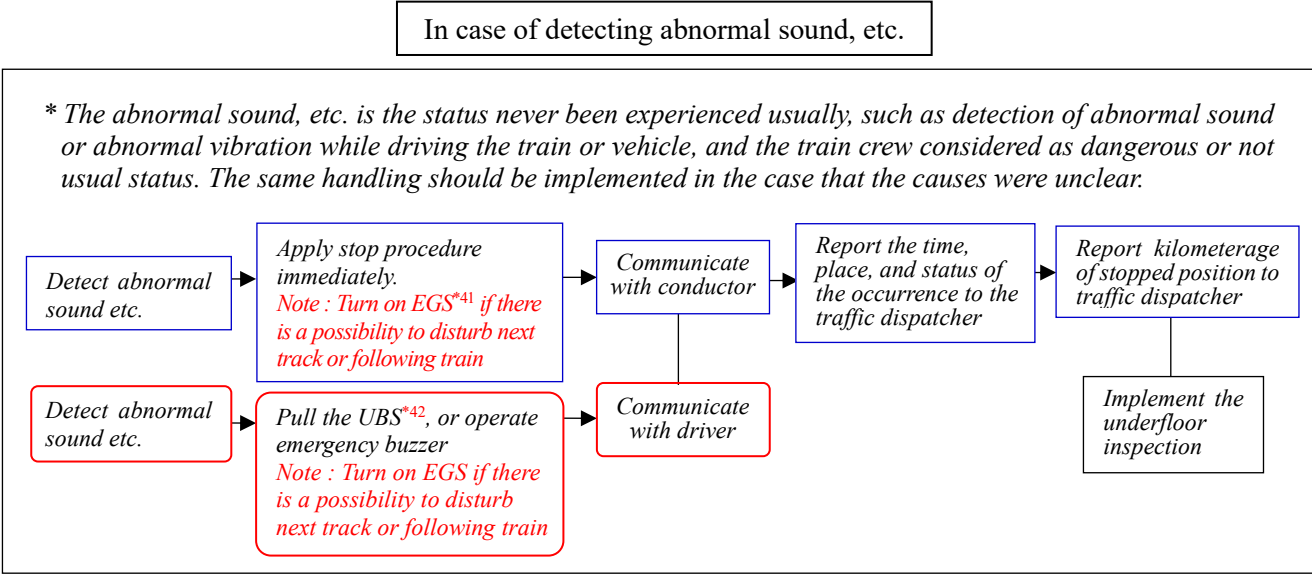 In case of detecting abnormal sound, etc.
* The abnormal sound, etc. is the status never been experienced usually, such as detection of abnormal sound
or abnormal vibration while driving the train or vehicle, and the train crew considered as dangerous or not
usual status. The same handling should be implemented in the case that the causes were unclear.
Detect abnormal
sound etc.
Apply stop procedure
immediately.
Note : Turn on EGS*41 if there
is a possibility to disturb next
track or following train
Communicate
with conductor
Report the time,
place, and status of
the occurrence to the
traffic dispatcher
Report kilometerage
of stopped position to
traffic dispatcher
Detect abnormal
sound etc.
Pull the UBS*42, or operate
emergency buzzer
Note : Turn on EGS if there
is a possibility to disturb
next track or following train
Communicate
with driver
Implement the
underfloor
inspection